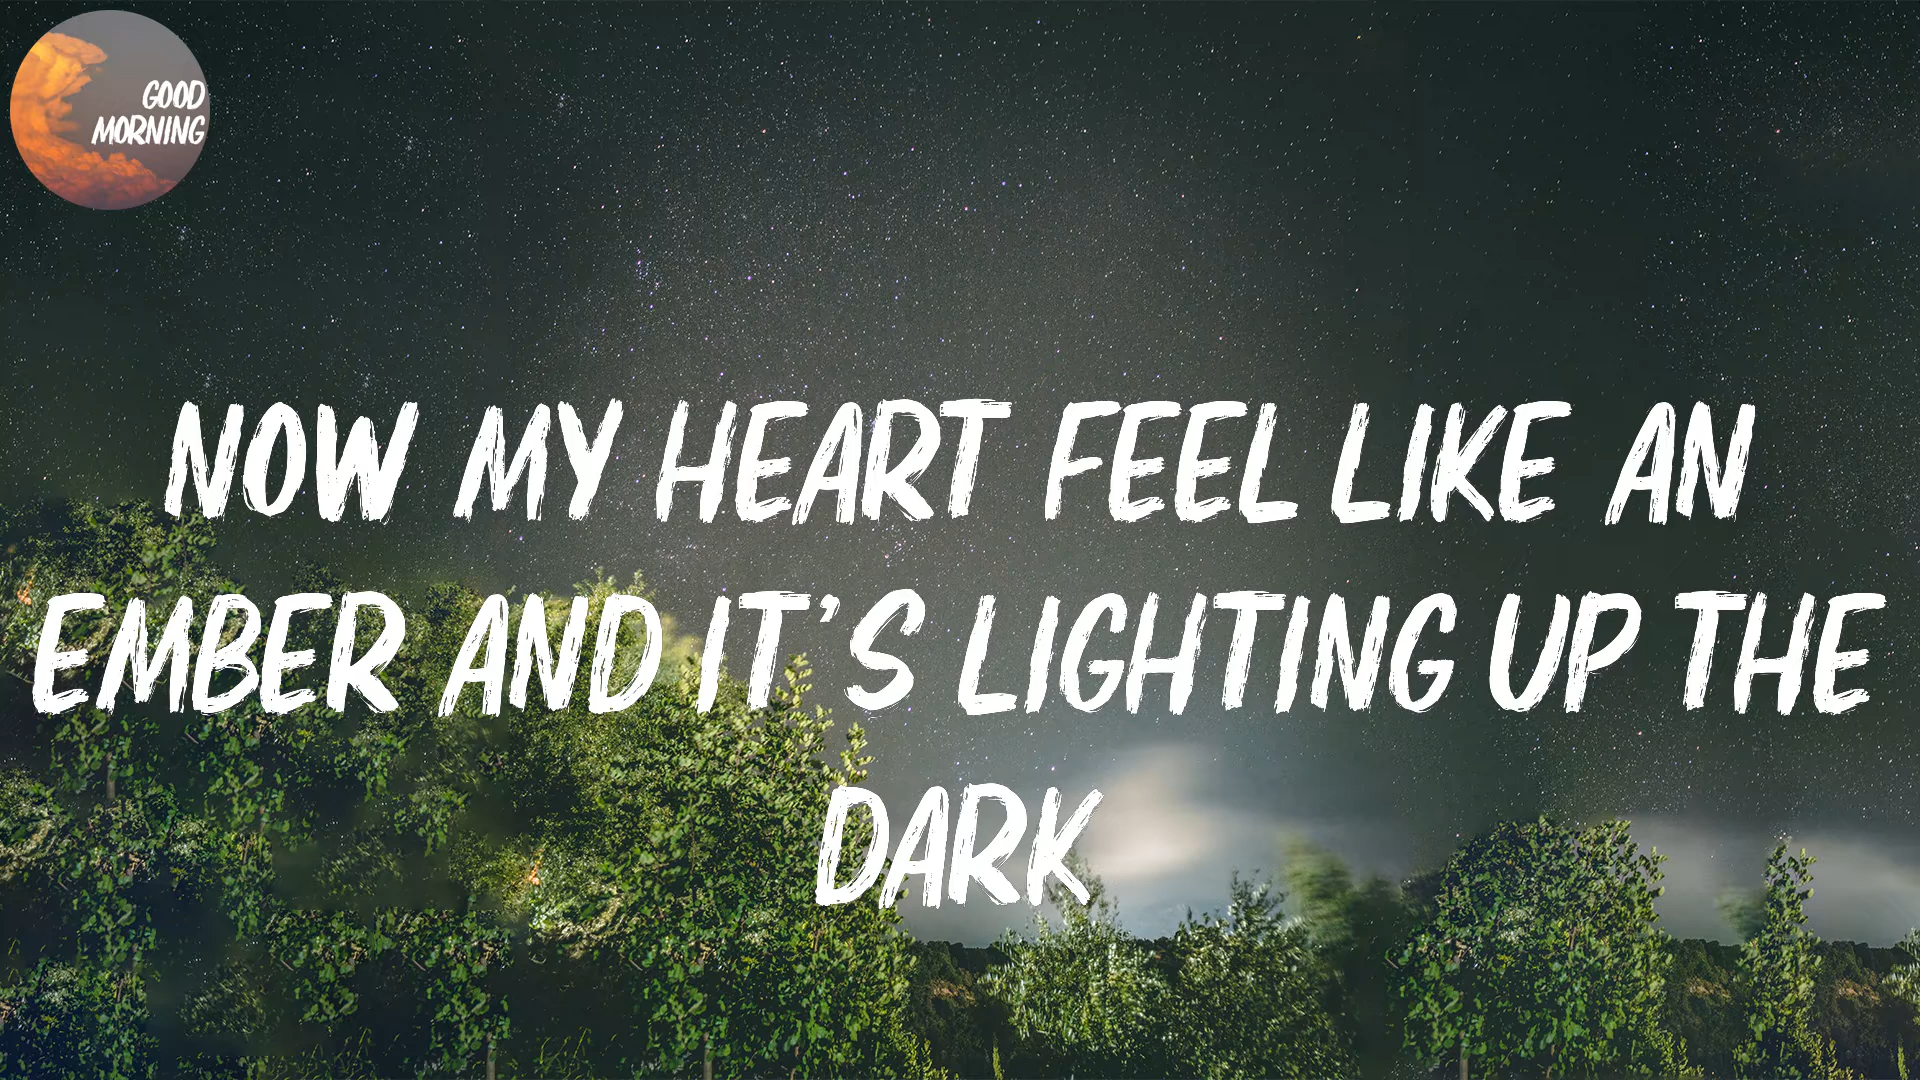 GOOD
MORNING
NOW MY HEART FEEL LIKE AN
EMBER AND IT'S LIGHTING UP THE
DARK